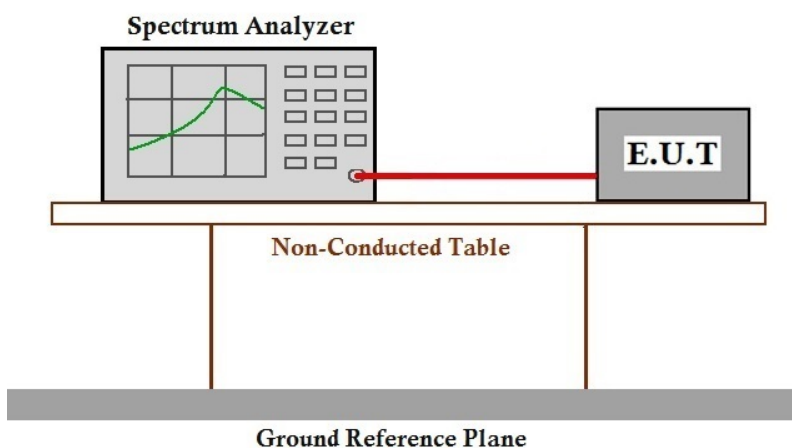 Spectrum Analyzer
E.U.T
Non-Conducted Table
Ground Reference Plane